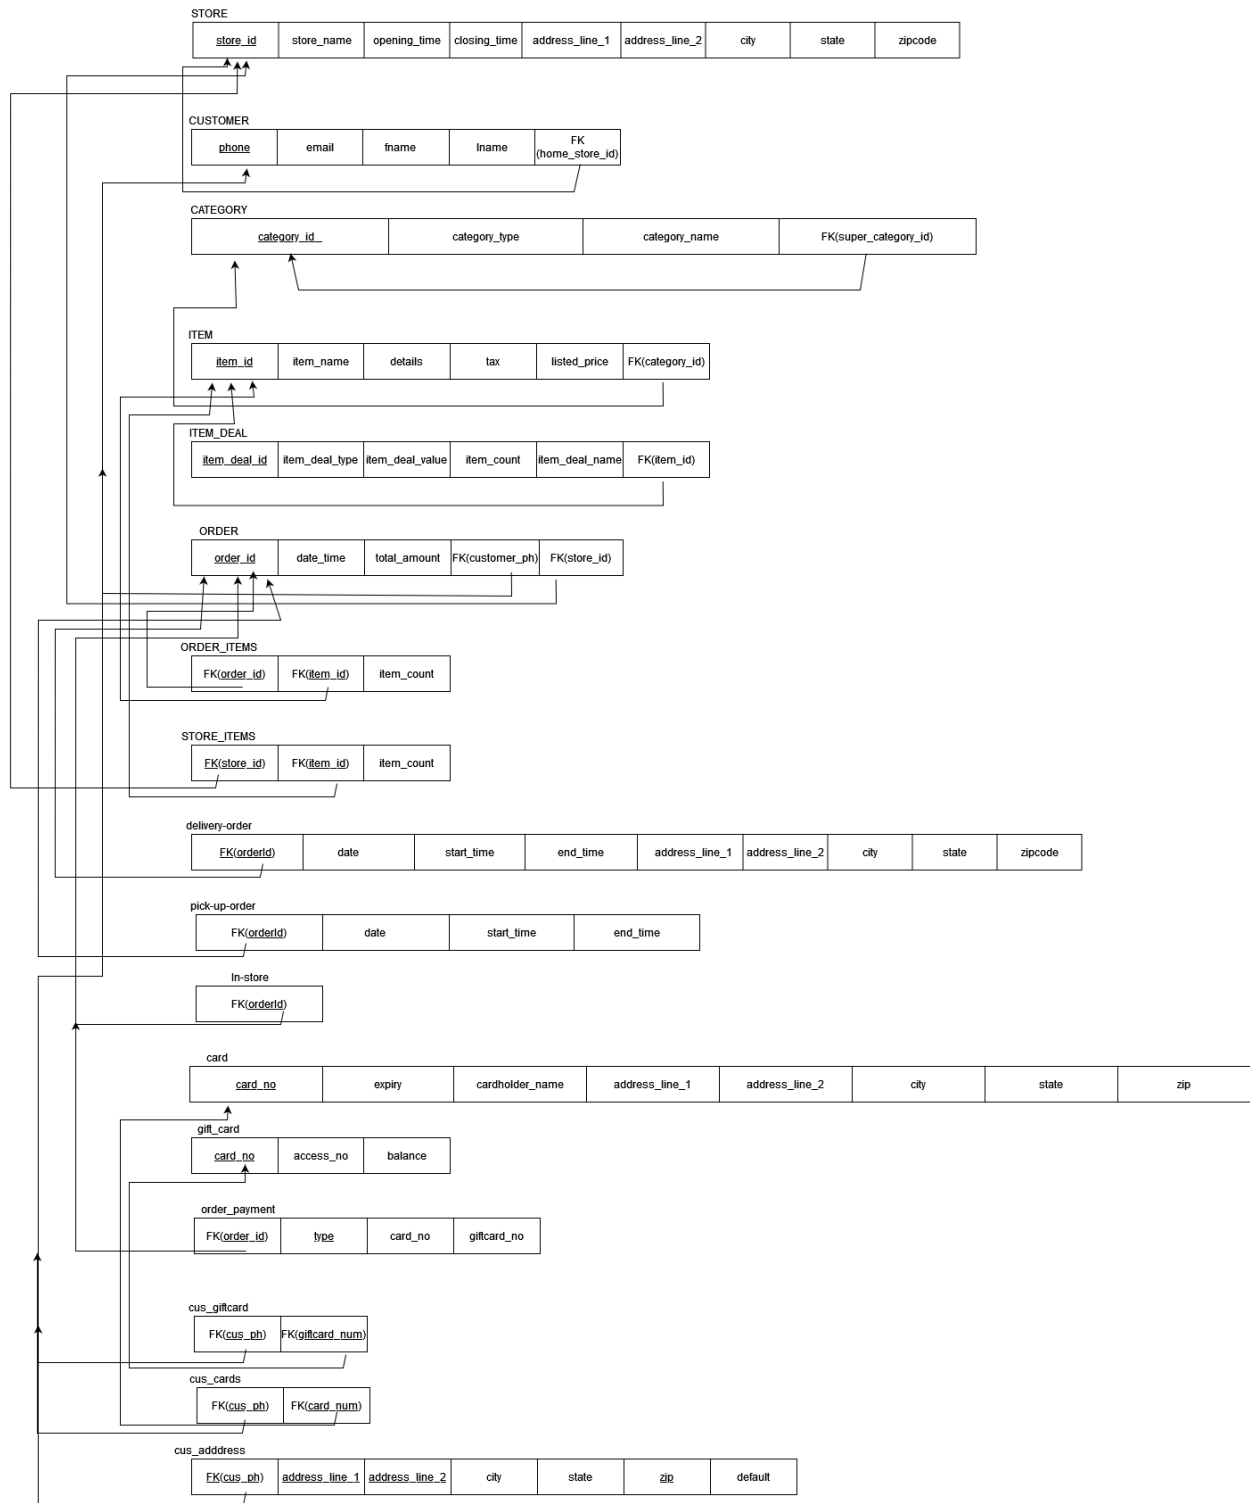 STORE
store_id store_name opening_time closing_time address_line_1 address_line_2 city state zipcode
CUSTOMER
phone email fname lname FK
(home_store_id)
CATEGORY
category_id category_type category_name FK(super_category_id)
ITEM
item_id item_name details tax listed_price FK(category_id)
ITEM_DEAL
item_deal_id item_deal_type item_deal_value item_count item_deal_name FK(item_id)
ORDER
order_id date_time total_amount FK(customer_ph) FK(store_id)
ORDER_ITEMS
FK(order_id) FK(item_id) item_count
STORE_ITEMS
FK(store_id) FK(item_id) item_count
delivery-order
FK(orderId) date start_time end_time address_line_1 address_line_2 city state zipcode
pick-up-order
FK(orderId) date start_time end_time
In-store
FK(orderId)
card
card_no expiry cardholder_name address_line_1 address_line_2 city state zip
gift_card
card_no access_no balance
order_payment
FK(order_id) type card_no giftcard_no
cus_giftcard
FK(cus_ph) FK(giftcard_num)
cus_cards
FK(cus_ph) FK(card_num)
cus_adddress
FK(cus_ph) address_line_1 address_line_2 city state zip default